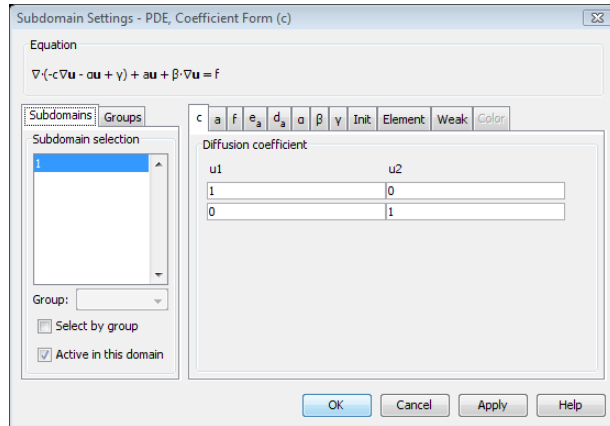 Subdomain Settings - PDE, Coefficient Form (c)
Equation
∇·(-c∇u - αu + γ) + au + β·∇u = f
Subdomains Groups
Subdomain selection
1
Group:
Select by group
Active in this domain
c a f eₐ dₐ α β γ Init Element Weak Color
Diffusion coefficient
u1 u2
1 0
0 1
OK Cancel Apply Help